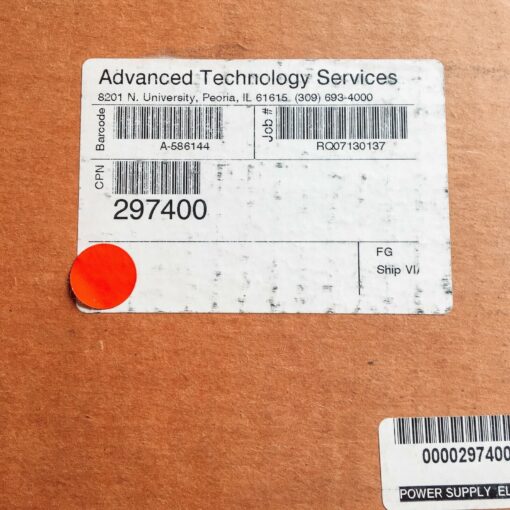 Advanced Technology Services
8201 N. University, Peoria, IL 61615 (309) 693-4000
Barcode
A-586144
Job #
RQ07130137
CPN
297400
FG
Ship VI
0000297400
POWER SUPPLY EL